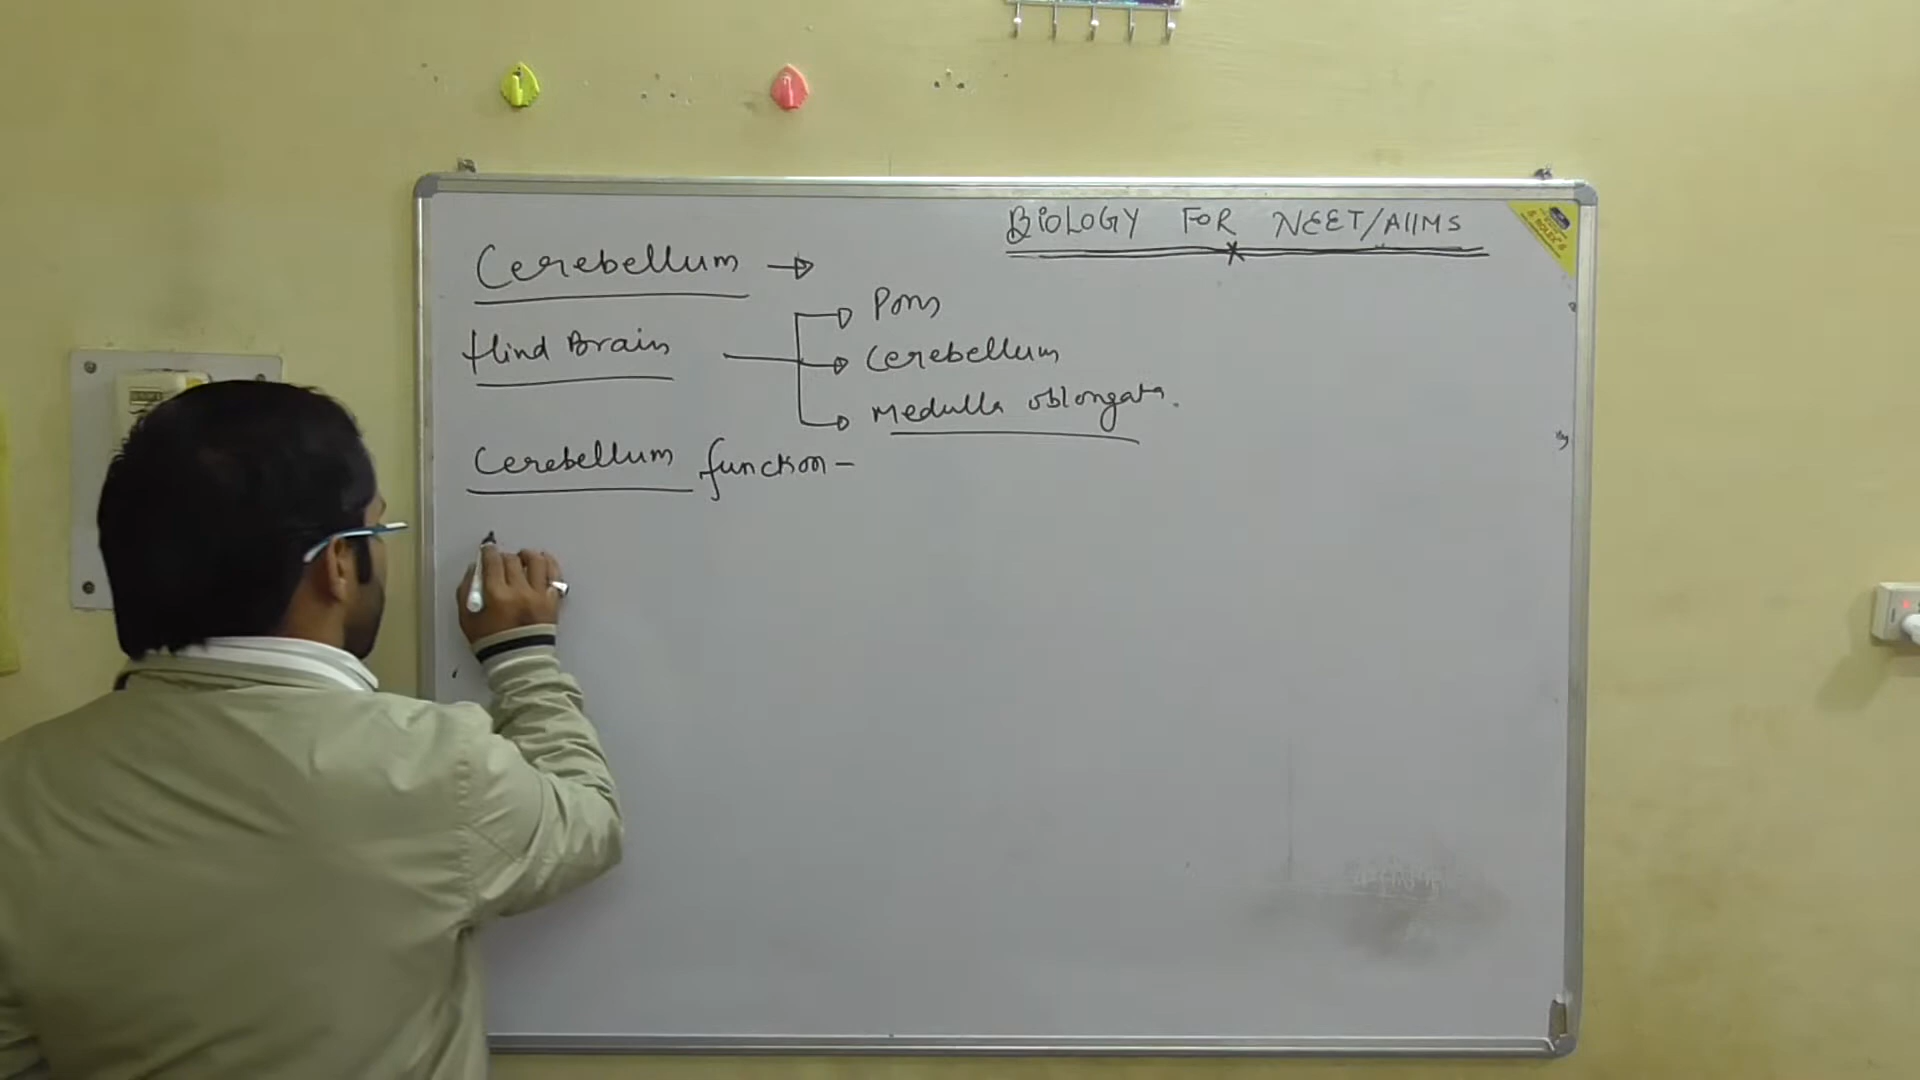 BIOLOGY FOR NEET/AIIMS
Cerebellum →
Hind Brain
Pons
Cerebellum
Medulla oblongata.
Cerebellum function -